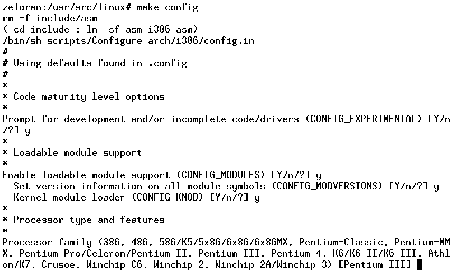 zeloran:/usr/src/linux# make config
rm -f include/asm
( cd include ; ln -sf asm-i386 asm)
/bin/sh scripts/Configure arch/i386/config.in
#
# Using defaults found in .config
#
*
* Code maturity level options
*
Prompt for development and/or incomplete code/drivers (CONFIG_EXPERIMENTAL) [Y/n
/?] y
*
* Loadable module support
*
Enable loadable module support (CONFIG_MODULES) [Y/n/?] y
Set version information on all module symbols (CONFIG_MODVERSIONS) [Y/n/?] y
Kernel module loader (CONFIG_KMOD) [Y/n/?] y
*
* Processor type and features
*
Processor family (386, 486, 586/K5/5x86/6x86/6x86MX, Pentium-Classic, Pentium-MM
X, Pentium-Pro/Celeron/Pentium-II, Pentium-III, Pentium-4, K6/K6-II/K6-III, Athl
on/K7, Crusoe, Winchip-C6, Winchip-2, Winchip-2A/Winchip-3) [Pentium-III]